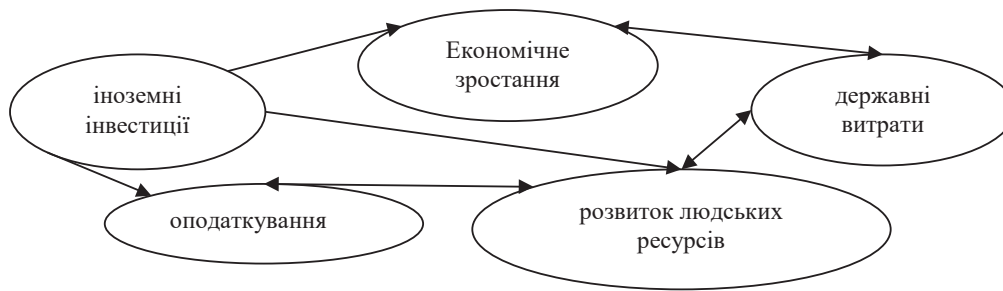 Економічне
зростання
іноземні
інвестиції
державні
витрати
оподаткування
розвиток людських
ресурсів